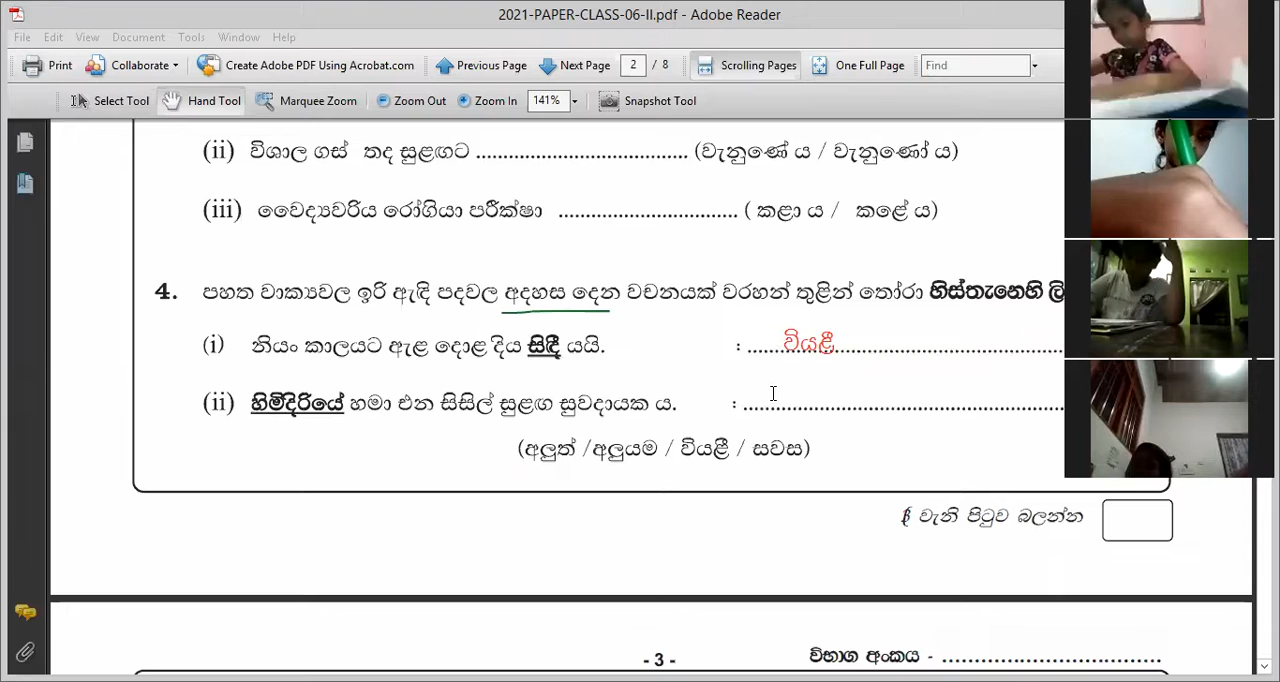 2021-PAPER-CLASS-06-II.pdf - Adobe Reader
File Edit View Document Tools Window Help
Print Collaborate Create Adobe PDF Using Acrobat.com Previous Page Next Page 2 / 8 Scrolling Pages One Full Page Find
Select Tool Hand Tool Marquee Zoom Zoom Out Zoom In 141% Snapshot Tool
(ii) විශාල ගස් තද සුළඟට .................................... (වැනුණේ ය / වැනුණෝ ය)
(iii) වෛද්‍යවරිය රෝගියා පරීක්ෂා .................................. ( කළා ය / කළේ ය)
4. පහත වාක්‍යවල ඉරි ඇඳි පදවල අදහස දෙන වචනයක් වරහන් තුළින් තෝරා හිස්තැනෙහි ලි
(i) නියං කාලයට ඇළ දොළ දිය සිඳී යයි. : ......වියළී......
(ii) හිමිදිරියේ හමා එන සිසිල් සුළඟ සුවදායක ය. : ......................
(අලුත් /අලුයම / වියළී / සවස)
වැනි පිටුව බලන්න
- 3 - විභාග අංකය - ..................................